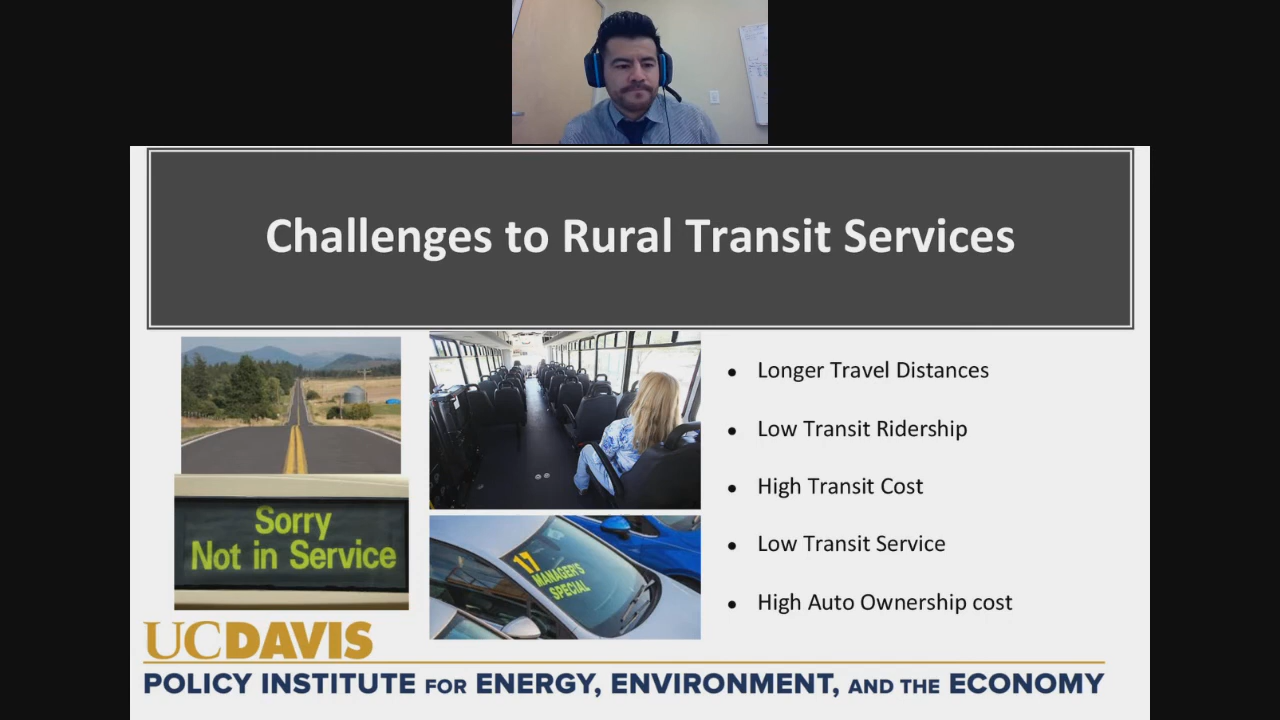 Challenges to Rural Transit Services
Sorry
Not in Service
17
MANAGER'S
SPECIAL
• Longer Travel Distances
• Low Transit Ridership
• High Transit Cost
• Low Transit Service
• High Auto Ownership cost
UCDAVIS
POLICY INSTITUTE FOR ENERGY, ENVIRONMENT, AND THE ECONOMY